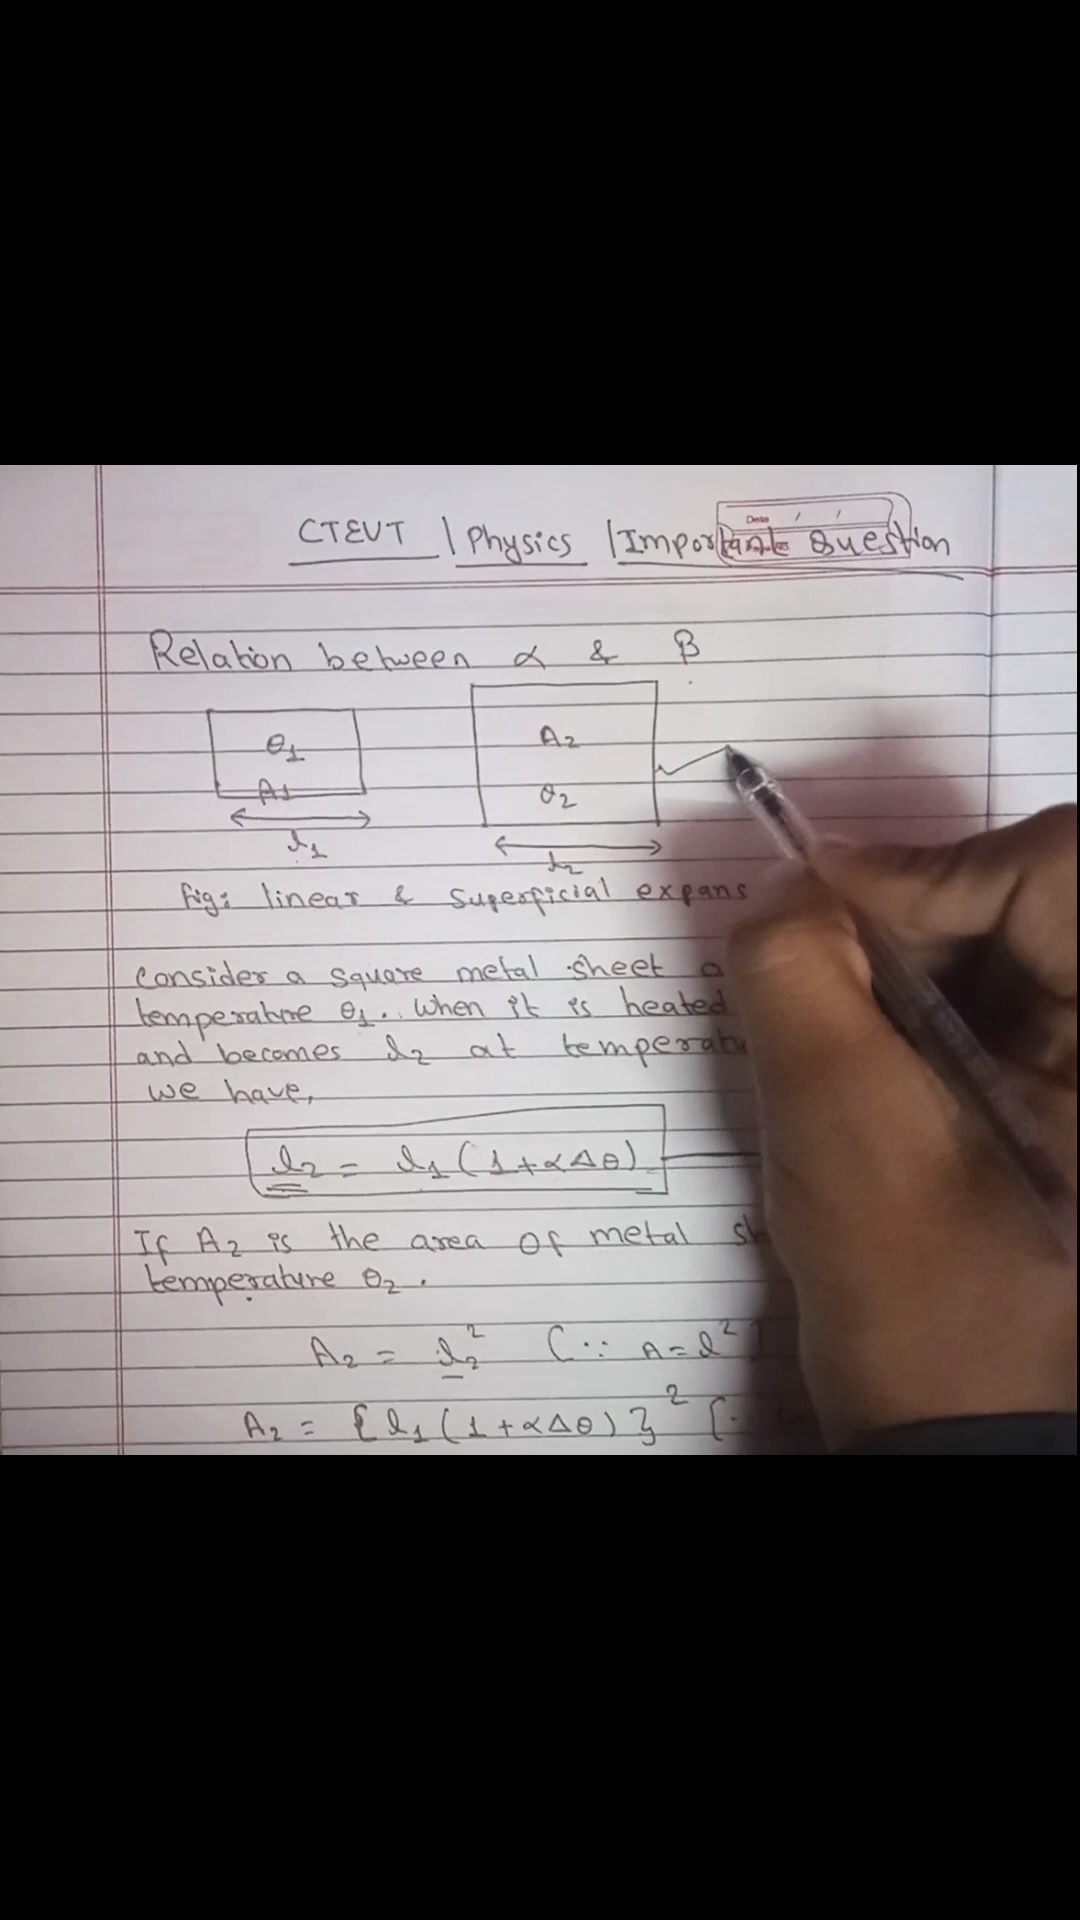 CTEVT | Physics | Important Question
Date / /
Relation between α & β
θ1
A1
l1
A2
θ2
l2
fig: linear & superficial expans
Consider a square metal sheet
temperature θ1. When it is heated
and becomes l2 at temperatu
we have,
l2 = l1 (1+αΔθ)
If A2 is the area of metal sh
temperature θ2.
A2 = l2² (∵ A=l²)
A2 = {l1 (1+αΔθ)}² [∵